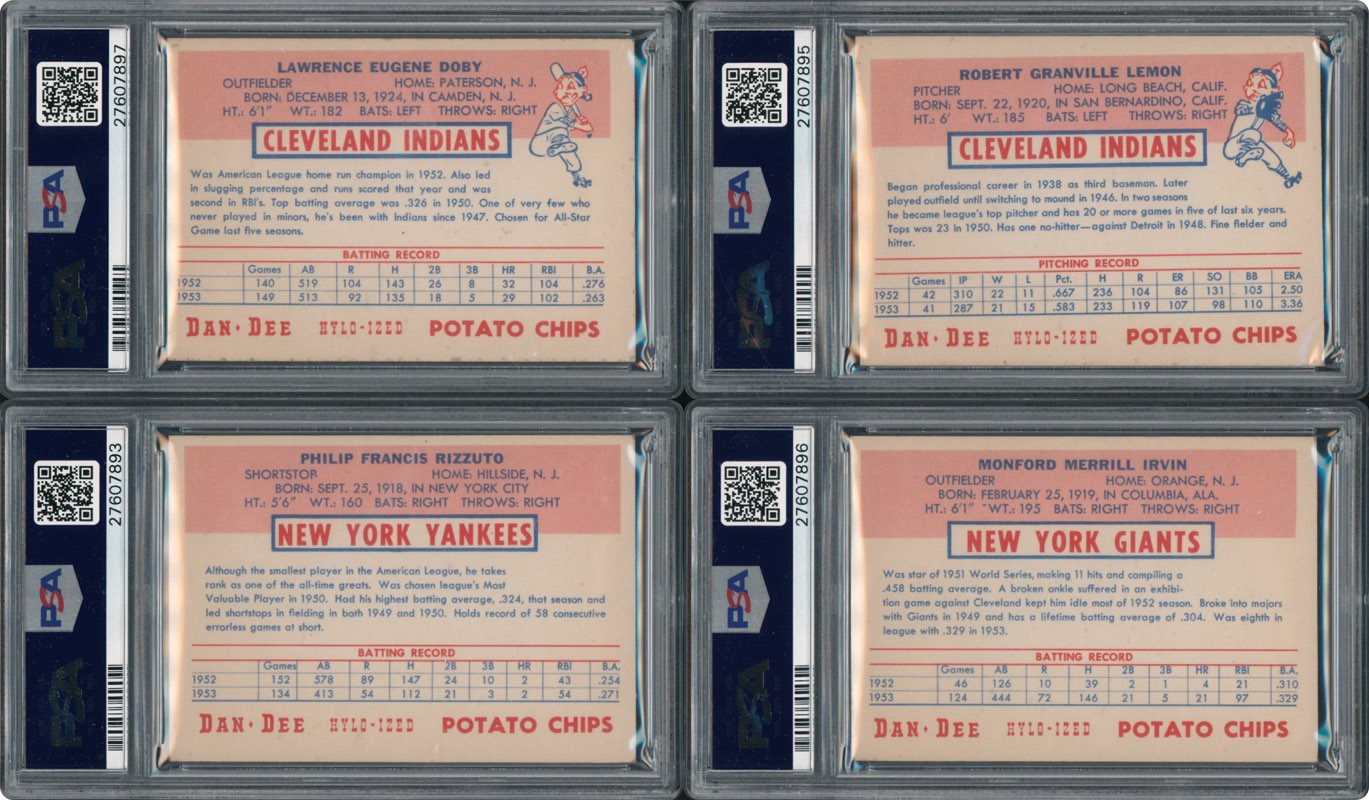 27607897
PSA
PSA
LAWRENCE EUGENE DOBY
OUTFIELDER HOME: PATERSON, N. J.
BORN: DECEMBER 13, 1924, IN CAMDEN, N. J.
HT.: 6'1" WT.: 182 BATS: LEFT THROWS: RIGHT
CLEVELAND INDIANS
Was American League home run champion in 1952. Also led
in slugging percentage and runs scored that year and was
second in RBI's. Top batting average was .326 in 1950. One of very few who
never played in minors, he's been with Indians since 1947. Chosen for All-Star
Game last five seasons.
BATTING RECORD
Games AB R H 2B 3B HR RBI B.A.
1952 140 519 104 143 26 8 32 104 .276
1953 149 513 92 135 18 5 29 102 .263
DAN·DEE HYLO-IZED POTATO CHIPS
27607895
PSA
PSA
ROBERT GRANVILLE LEMON
PITCHER HOME: LONG BEACH, CALIF.
BORN: SEPT. 22, 1920, IN SAN BERNARDINO, CALIF.
HT.: 6' WT.: 185 BATS: LEFT THROWS: RIGHT
CLEVELAND INDIANS
Began professional career in 1938 as third baseman. Later
played outfield until switching to mound in 1946. In two seasons
he became league's top pitcher and has 20 or more games in five of last six years.
Tops was 23 in 1950. Has one no-hitter—against Detroit in 1948. Fine fielder and
hitter.
PITCHING RECORD
Games IP W L Pct. H R ER SO BB ERA
1952 42 310 22 11 .667 236 104 86 131 105 2.50
1953 41 287 21 15 .583 233 119 107 98 110 3.36
DAN·DEE HYLO-IZED POTATO CHIPS
27607893
PSA
PSA
PHILIP FRANCIS RIZZUTO
SHORTSTOP HOME: HILLSIDE, N. J.
BORN: SEPT. 25, 1918, IN NEW YORK CITY
HT.: 5'6" WT.: 160 BATS: RIGHT THROWS: RIGHT
NEW YORK YANKEES
Although the smallest player in the American League, he takes
rank as one of the all-time greats. Was chosen league's Most
Valuable Player in 1950. Had his highest batting average, .324, that season and
led shortstops in fielding in both 1949 and 1950. Holds record of 58 consecutive
errorless games at short.
BATTING RECORD
Games AB R H 2B 3B HR RBI B.A.
1952 152 578 89 147 24 10 2 43 .254
1953 134 413 54 112 21 3 2 54 .271
DAN·DEE HYLO-IZED POTATO CHIPS
27607896
PSA
PSA
MONFORD MERRILL IRVIN
OUTFIELDER HOME: ORANGE, N. J.
BORN: FEBRUARY 25, 1919, IN COLUMBIA, ALA.
HT.: 6'1" WT.: 195 BATS: RIGHT THROWS: RIGHT
NEW YORK GIANTS
Was star of 1951 World Series, making 11 hits and compiling a
.458 batting average. A broken ankle suffered in an exhibi-
tion game against Cleveland kept him idle most of 1952 season. Broke into majors
with Giants in 1949 and has a lifetime batting average of .304. Was eighth in
league with .329 in 1953.
BATTING RECORD
Games AB R H 2B 3B HR RBI B.A.
1952 46 126 10 39 2 1 4 21 .310
1953 124 444 72 146 21 5 21 97 .329
DAN·DEE HYLO-IZED POTATO CHIPS